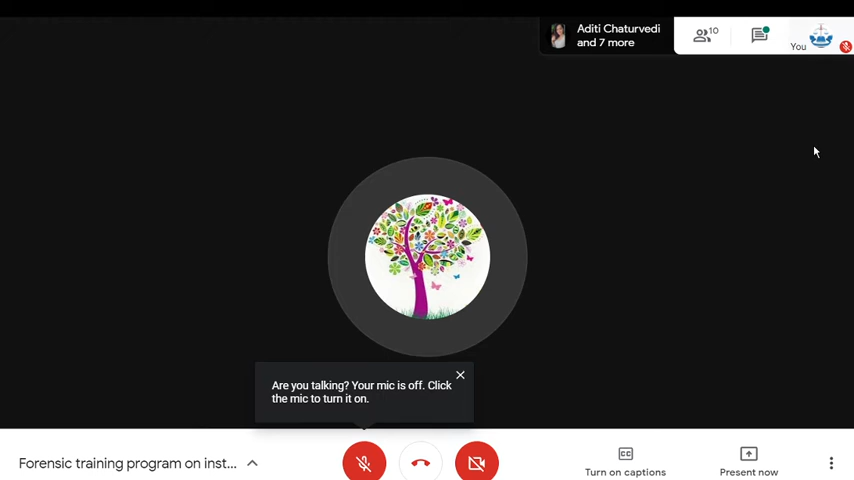 Aditi Chaturvedi
and 7 more
10
You
Are you talking? Your mic is off. Click
the mic to turn it on.
Forensic training program on inst...
Turn on captions
Present now